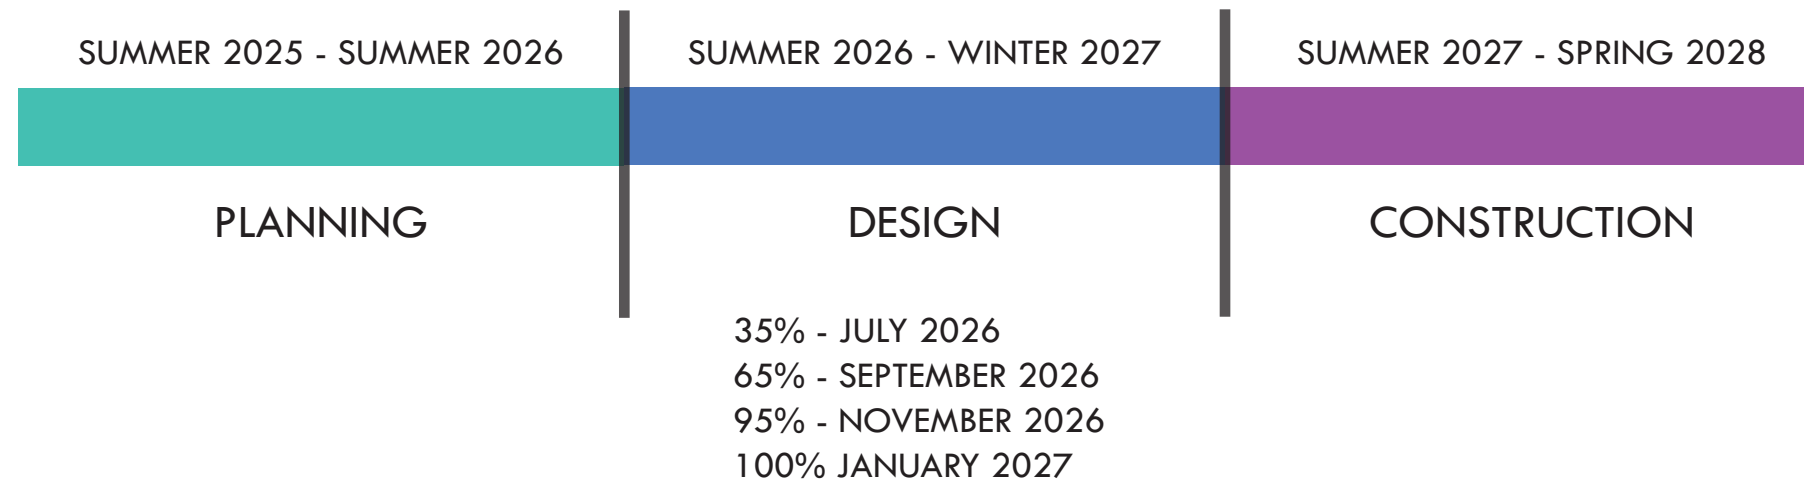 SUMMER 2025 - SUMMER 2026
SUMMER 2026 - WINTER 2027
SUMMER 2027 - SPRING 2028
PLANNING
DESIGN
CONSTRUCTION
35% - JULY 2026
65% - SEPTEMBER 2026
95% - NOVEMBER 2026
100% JANUARY 2027